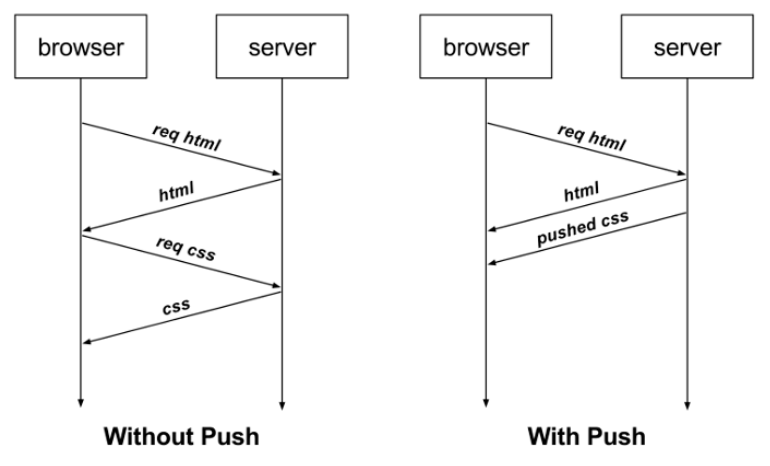 browser
server
req html
html
req css
css
Without Push
browser
server
req html
html
pushed css
With Push